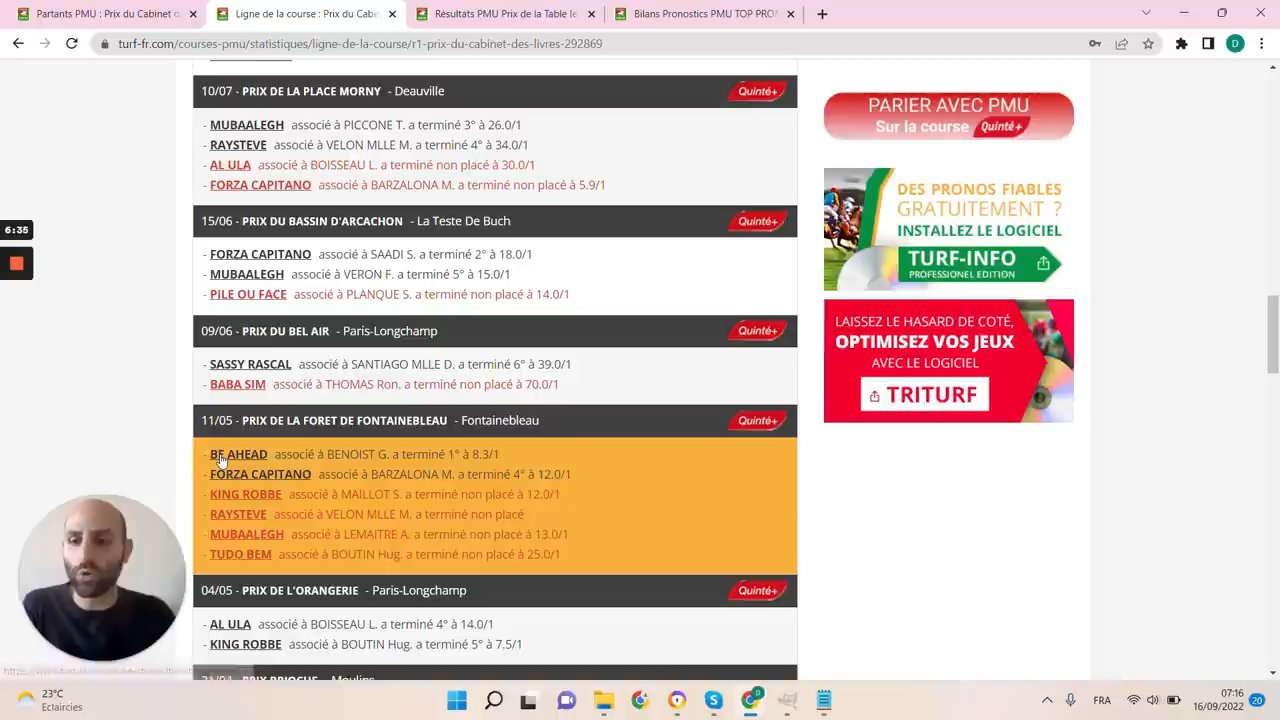 Partants PMU : Prix du Cabinet d
Ligne de la course : Prix du Cabi
Résultats PMU Prix de la Table le
Bilans Pronostics PMU TOP PRON
turf-fr.com/courses-pmu/statistiques/ligne-de-la-course/r1-prix-du-cabinet-des-livres-292869
D
10/07 - PRIX DE LA PLACE MORNY - Deauville Quinté+
- MUBAALEGH associé à PICCONE T. a terminé 3° à 26.0/1
- RAYSTEVE associé à VELON MLLE M. a terminé 4° à 34.0/1
- AL ULA associé à BOISSEAU L. a terminé non placé à 30.0/1
- FORZA CAPITANO associé à BARZALONA M. a terminé non placé à 5.9/1
15/06 - PRIX DU BASSIN D'ARCACHON - La Teste De Buch Quinté+
- FORZA CAPITANO associé à SAADI S. a terminé 2° à 18.0/1
- MUBAALEGH associé à VERON F. a terminé 5° à 15.0/1
- PILE OU FACE associé à PLANQUE S. a terminé non placé à 14.0/1
09/06 - PRIX DU BEL AIR - Paris-Longchamp Quinté+
- SASSY RASCAL associé à SANTIAGO MLLE D. a terminé 6° à 39.0/1
- BABA SIM associé à THOMAS Ron. a terminé non placé à 70.0/1
11/05 - PRIX DE LA FORET DE FONTAINEBLEAU - Fontainebleau Quinté+
- BE AHEAD associé à BENOIST G. a terminé 1° à 8.3/1
- FORZA CAPITANO associé à BARZALONA M. a terminé 4° à 12.0/1
- KING ROBBE associé à MAILLOT S. a terminé non placé à 12.0/1
- RAYSTEVE associé à VELON MLLE M. a terminé non placé
- MUBAALEGH associé à LEMAITRE A. a terminé non placé à 13.0/1
- TUDO BEM associé à BOUTIN Hug. a terminé non placé à 25.0/1
04/05 - PRIX DE L'ORANGERIE - Paris-Longchamp Quinté+
- AL ULA associé à BOISSEAU L. a terminé 4° à 14.0/1
- KING ROBBE associé à BOUTIN Hug. a terminé 5° à 7.5/1
PRIX BRIOCHE - Moulins
PARIER AVEC PMU
Sur la course Quinté+
DES PRONOS FIABLES
GRATUITEMENT ?
INSTALLEZ LE LOGICIEL
TURF-INFO
PROFESSIONEL EDITION
LAISSEZ LE HASARD DE COTÉ,
OPTIMISEZ VOS JEUX
AVEC LE LOGICIEL
TRITURF
6:35
23°C
Eclaircies
FRA
07:16
16/09/2022
20